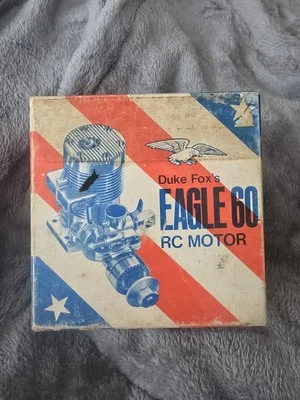 Duke Fox's
EAGLE 60
RC MOTOR